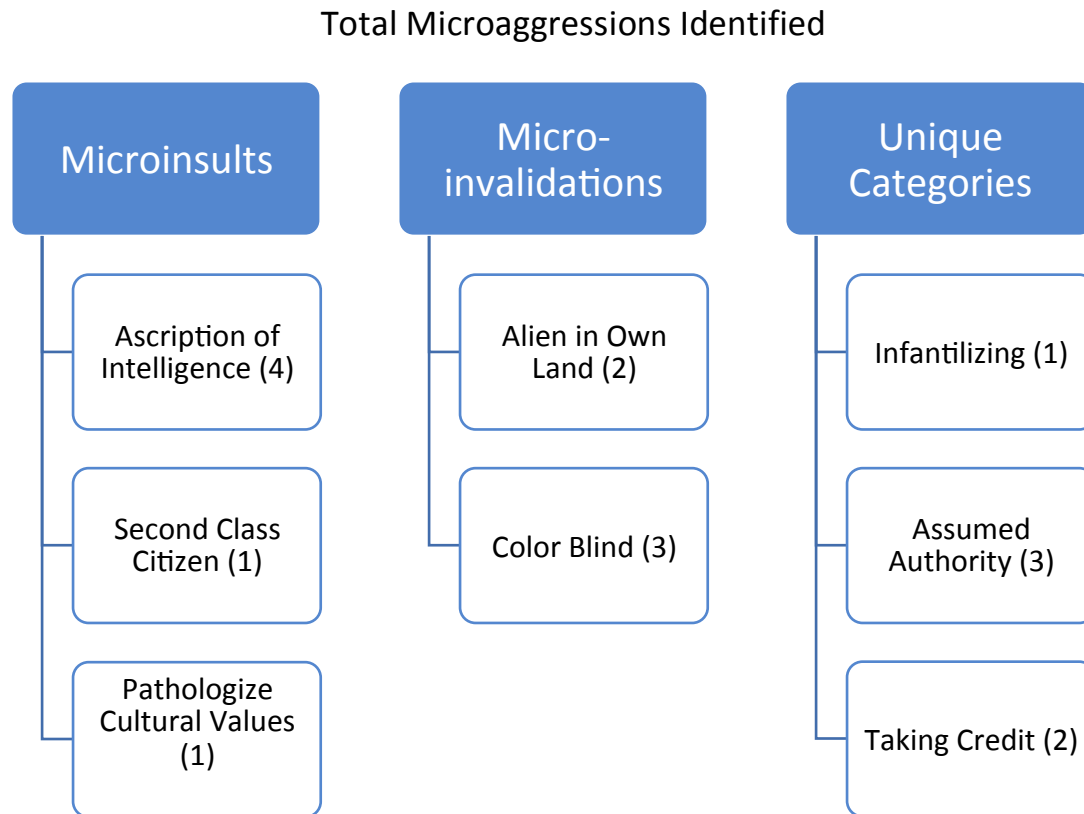 Total Microaggressions Identified
Microinsults
Ascription of
Intelligence (4)
Second Class
Citizen (1)
Pathologize
Cultural Values
(1)
Micro-
invalidations
Alien in Own
Land (2)
Color Blind (3)
Unique
Categories
Infantilizing (1)
Assumed
Authority (3)
Taking Credit (2)